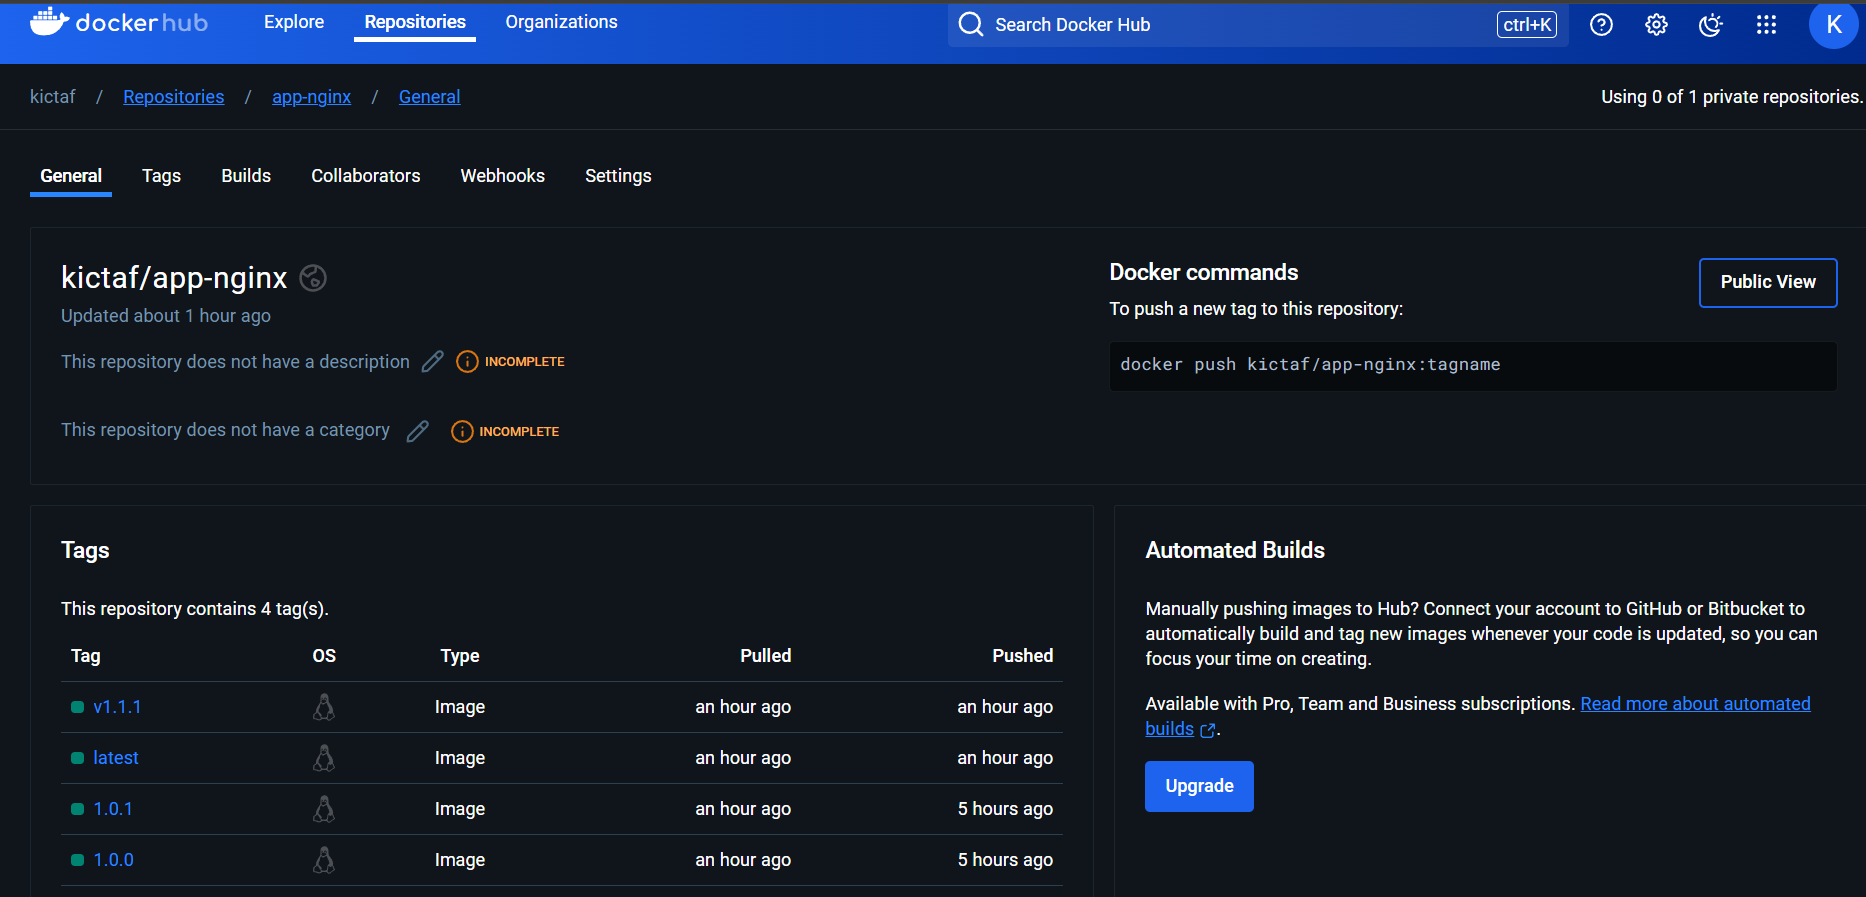 dockerhub Explore Repositories Organizations Search Docker Hub ctrl+K K
kictaf / Repositories / app-nginx / General Using 0 of 1 private repositories.
General Tags Builds Collaborators Webhooks Settings
kictaf/app-nginx
Updated about 1 hour ago
This repository does not have a description INCOMPLETE
This repository does not have a category INCOMPLETE
Docker commands
Public View
To push a new tag to this repository:
docker push kictaf/app-nginx:tagname
Tags
This repository contains 4 tag(s).
Tag OS Type Pulled Pushed
v1.1.1 Image an hour ago an hour ago
latest Image an hour ago an hour ago
1.0.1 Image an hour ago 5 hours ago
1.0.0 Image an hour ago 5 hours ago
Automated Builds
Manually pushing images to Hub? Connect your account to GitHub or Bitbucket to
automatically build and tag new images whenever your code is updated, so you can
focus your time on creating.
Available with Pro, Team and Business subscriptions. Read more about automated
builds .
Upgrade